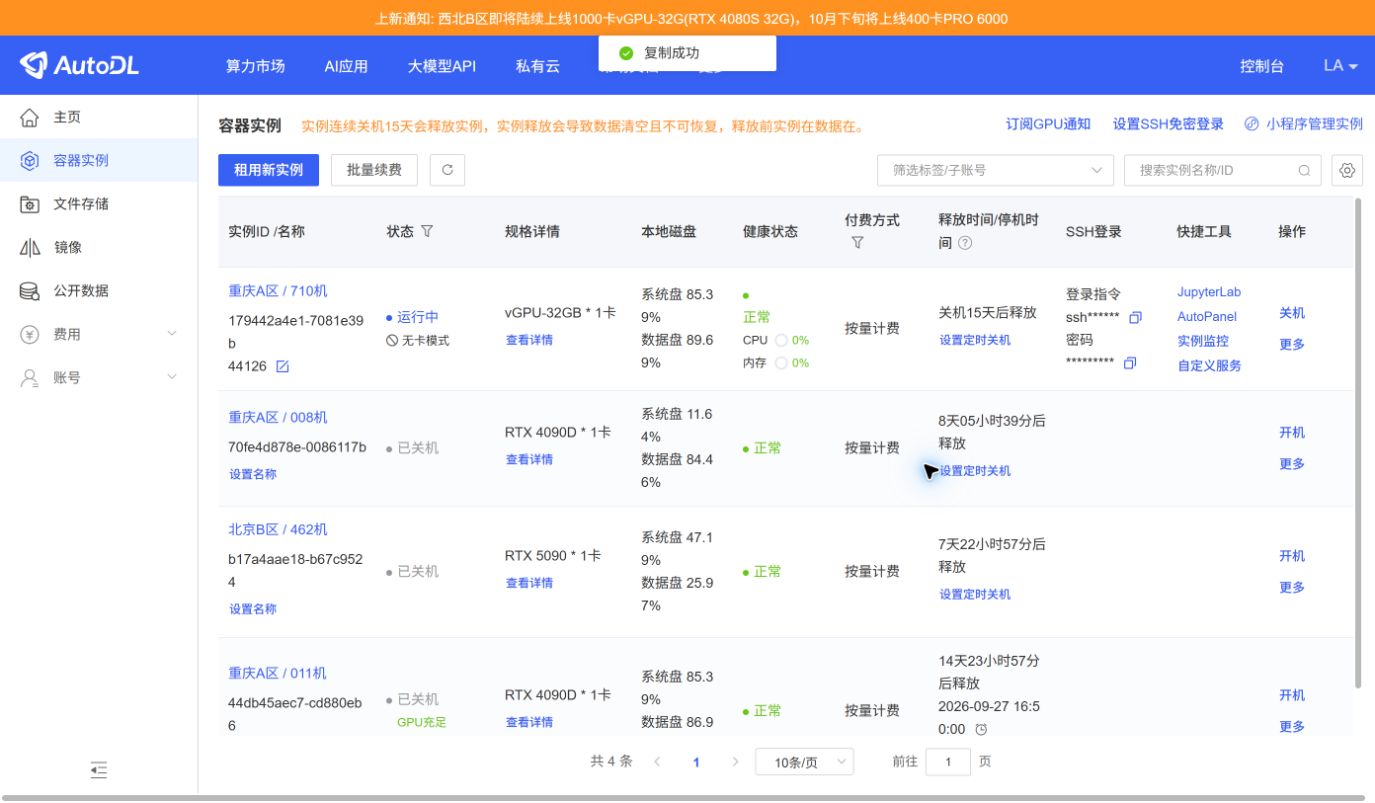 上新通知: 西北B区即将陆续上线1000卡vGPU-32G(RTX 4080S 32G)，10月下旬将上线400卡PRO 6000
AutoDL
算力市场
AI应用
大模型API
私有云
复制成功
控制台
LA
主页
容器实例
文件存储
镜像
公开数据
费用
账号
容器实例
实例连续关机15天会释放实例，实例释放会导致数据清空且不可恢复，释放前实例在数据在。
订阅GPU通知
设置SSH免密登录
小程序管理实例
租用新实例
批量续费
筛选标签/子账号
搜索实例名称/ID
实例ID /名称
状态
规格详情
本地磁盘
健康状态
付费方式
释放时间/停机时
间
SSH登录
快捷工具
操作
重庆A区 / 710机
179442a4e1-7081e39
b
44126
运行中
无卡模式
vGPU-32GB * 1卡
查看详情
系统盘 85.3
9%
数据盘 89.6
9%
正常
CPU 0%
内存 0%
按量计费
关机15天后释放
设置定时关机
登录指令
ssh******
密码
*********
JupyterLab
AutoPanel
实例监控
自定义服务
关机
更多
重庆A区 / 008机
70fe4d878e-0086117b
设置名称
已关机
RTX 4090D * 1卡
查看详情
系统盘 11.6
4%
数据盘 84.4
6%
正常
按量计费
8天05小时39分后
释放
设置定时关机
开机
更多
北京B区 / 462机
b17a4aae18-b67c952
4
设置名称
已关机
RTX 5090 * 1卡
查看详情
系统盘 47.1
9%
数据盘 25.9
7%
正常
按量计费
7天22小时57分后
释放
设置定时关机
开机
更多
重庆A区 / 011机
44db45aec7-cd880eb
6
已关机
GPU充足
RTX 4090D * 1卡
查看详情
系统盘 85.3
9%
数据盘 86.9
正常
按量计费
14天23小时57分
后释放
2026-09-27 16:5
0:00
开机
更多
共 4 条
1
10条/页
前往
1
页